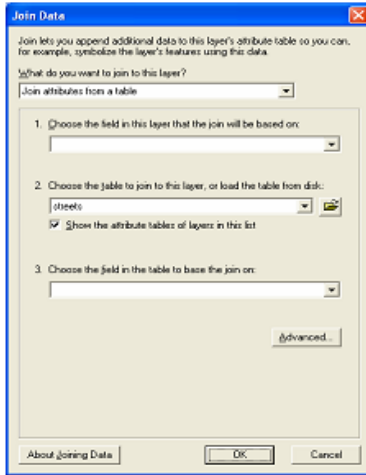 Join Data
Join lets you append additional data to this layer's attribute table so you can,
for example, symbolize the layer's features using this data.
What do you want to join to this layer?
Join attributes from a table
1. Choose the field in this layer that the join will be based on:
2. Choose the table to join to this layer, or load the table from disk:
streets
Show the attribute tables of layers in this list
3. Choose the field in the table to base the join on:
Advanced...
About Joining Data
OK
Cancel